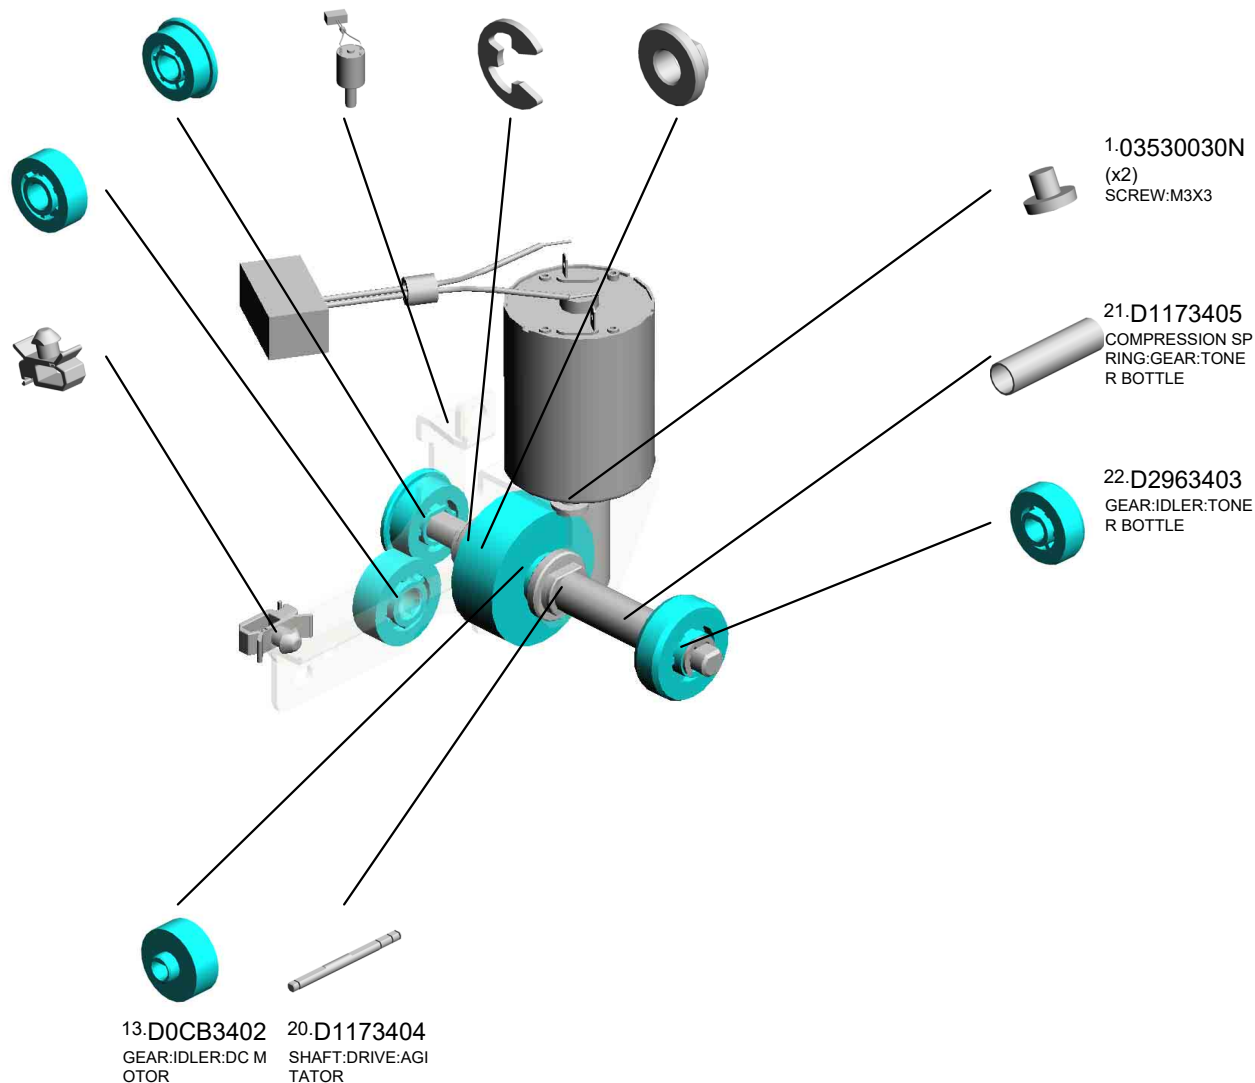 1.03530030N
(x2)
SCREW:M3X3
21.D1173405
COMPRESSION SP
RING:GEAR:TONE
R BOTTLE
22.D2963403
GEAR:IDLER:TONE
R BOTTLE
13.D0CB3402
GEAR:IDLER:DC M
OTOR
20.D1173404
SHAFT:DRIVE:AGI
TATOR